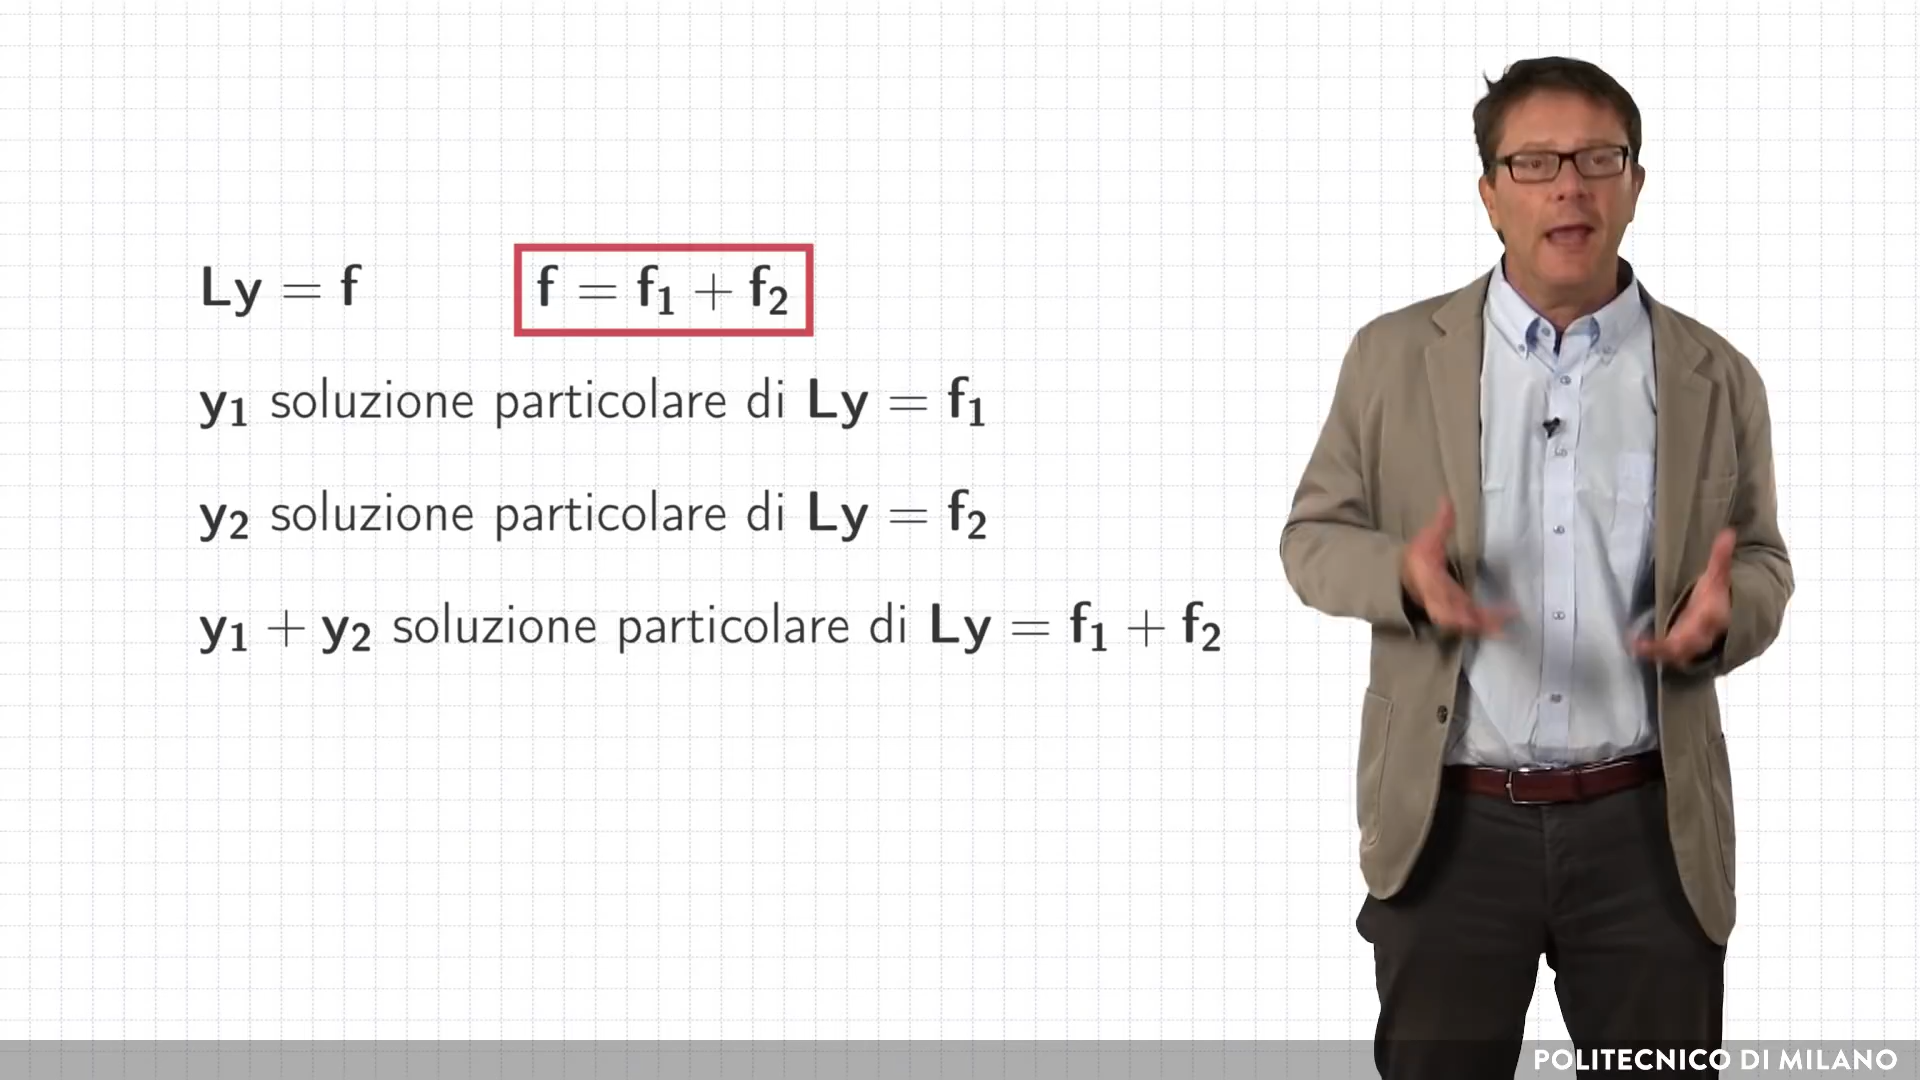 Ly = f f = f₁ + f₂
y₁ soluzione particolare di Ly = f₁
y₂ soluzione particolare di Ly = f₂
y₁ + y₂ soluzione particolare di Ly = f₁ + f₂
POLITECNICO DI MILANO